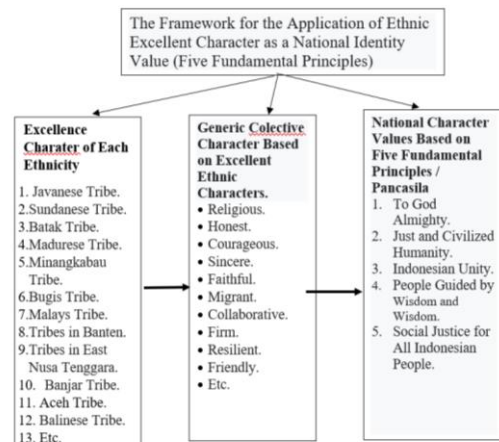 The Framework for the Application of Ethnic
Excellent Character as a National Identity
Value (Five Fundamental Principles)
Excellence
Charater of Each
Ethnicity
1. Javanese Tribe.
2.Sundanese Tribe.
3.Batak Tribe.
4.Madurese Tribe.
5.Minangkabau
Tribe.
6.Bugis Tribe.
7.Malays Tribe.
8.Tribes in Banten.
9.Tribes in East
Nusa Tenggara.
10. Banjar Tribe.
11. Aceh Tribe.
12. Balinese Tribe.
13. Etc.
Generic Colective
Character Based
on Excellent
Ethnic
Characters.
• Religious.
• Honest.
• Courageous.
• Sincere.
• Faithful.
• Migrant.
• Collaborative.
• Firm.
• Resilient.
• Friendly.
• Etc.
National Character
Values Based on
Five Fundamental
Principles /
Pancasila
1. To God
Almighty.
2. Just and Civilized
Humanity.
3. Indonesian Unity.
4. People Guided by
Wisdom and
Wisdom.
5. Social Justice for
All Indonesian
People.